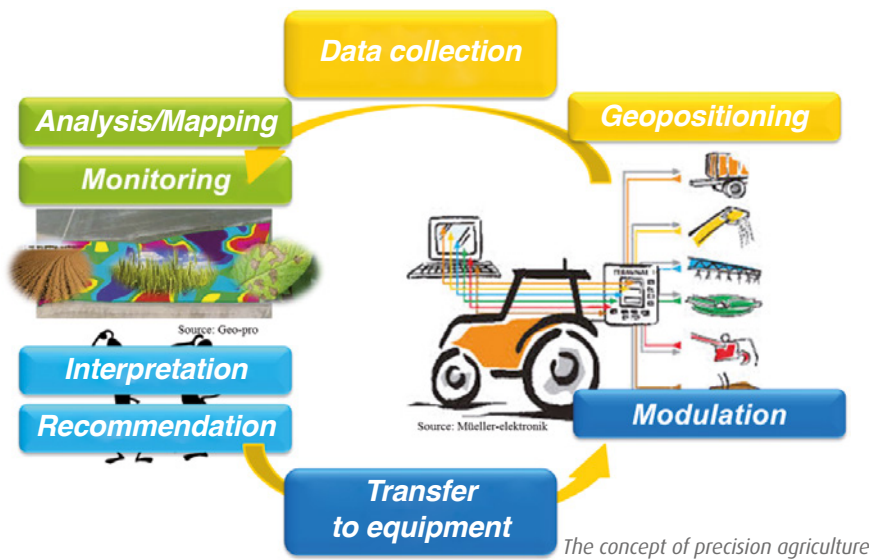 Data collection
Analysis/Mapping
Geopositioning
Monitoring
TERMINAL
Source: Geo-pro
Interpretation
Recommendation
Modulation
Source: Müeller-elektronik
Transfer
to equipment
The concept of precision agriculture